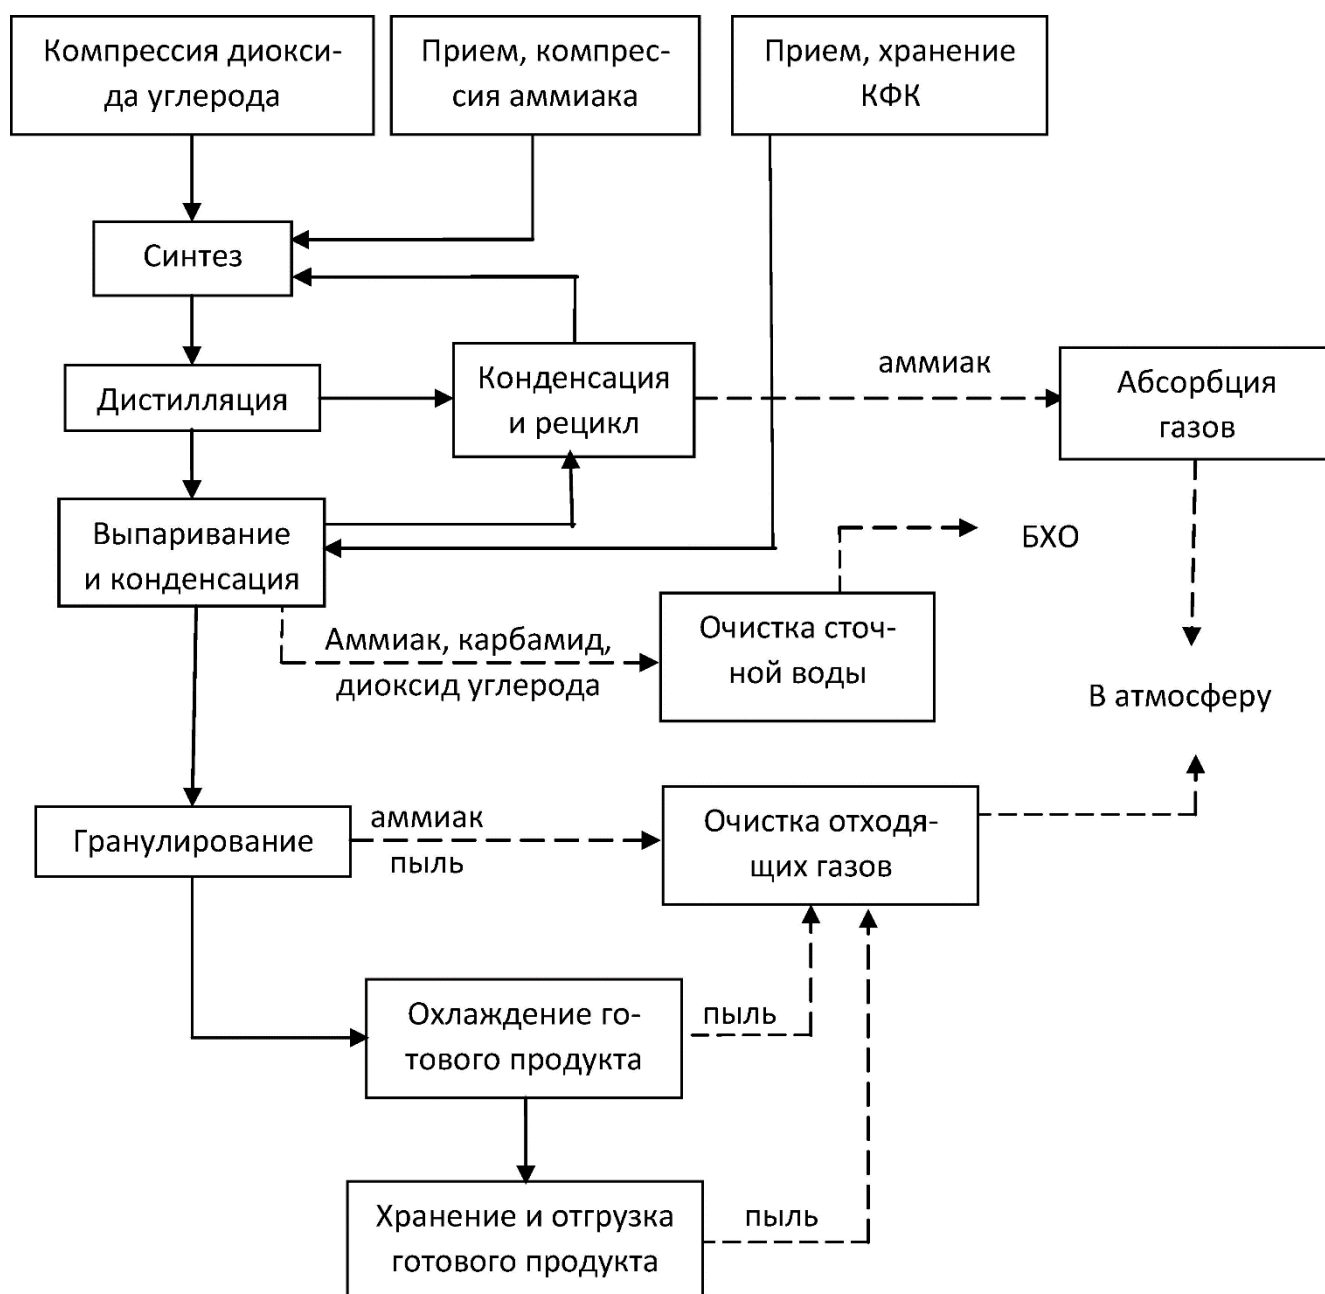 Компрессия диокси-
да углерода
Прием, компрес-
сия аммиака
Прием, хранение
КФК
Синтез
Дистилляция
Конденсация
и рецикл
аммиак
Абсорбция
газов
Выпаривание
и конденсация
БХО
Аммиак, карбамид,
диоксид углерода
Очистка сточ-
ной воды
В атмосферу
Гранулирование
аммиак
пыль
Очистка отходя-
щих газов
Охлаждение го-
тового продукта
пыль
Хранение и отгрузка
готового продукта
пыль